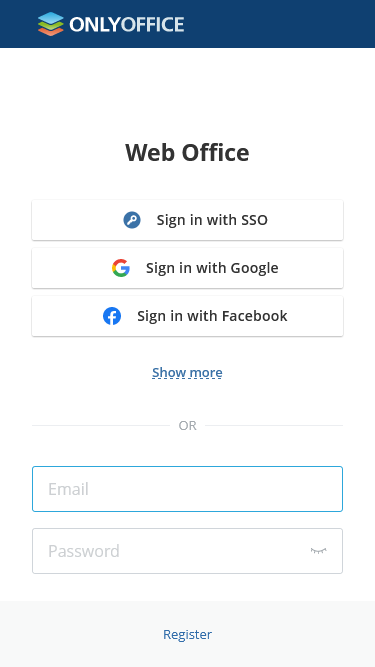 ONLYOFFICE
Web Office
Sign in with SSO
Sign in with Google
Sign in with Facebook
Show more
OR
Email
Password
Register